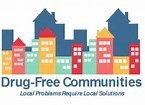 Drug-Free Communities
Local Problems Require Local Solutions